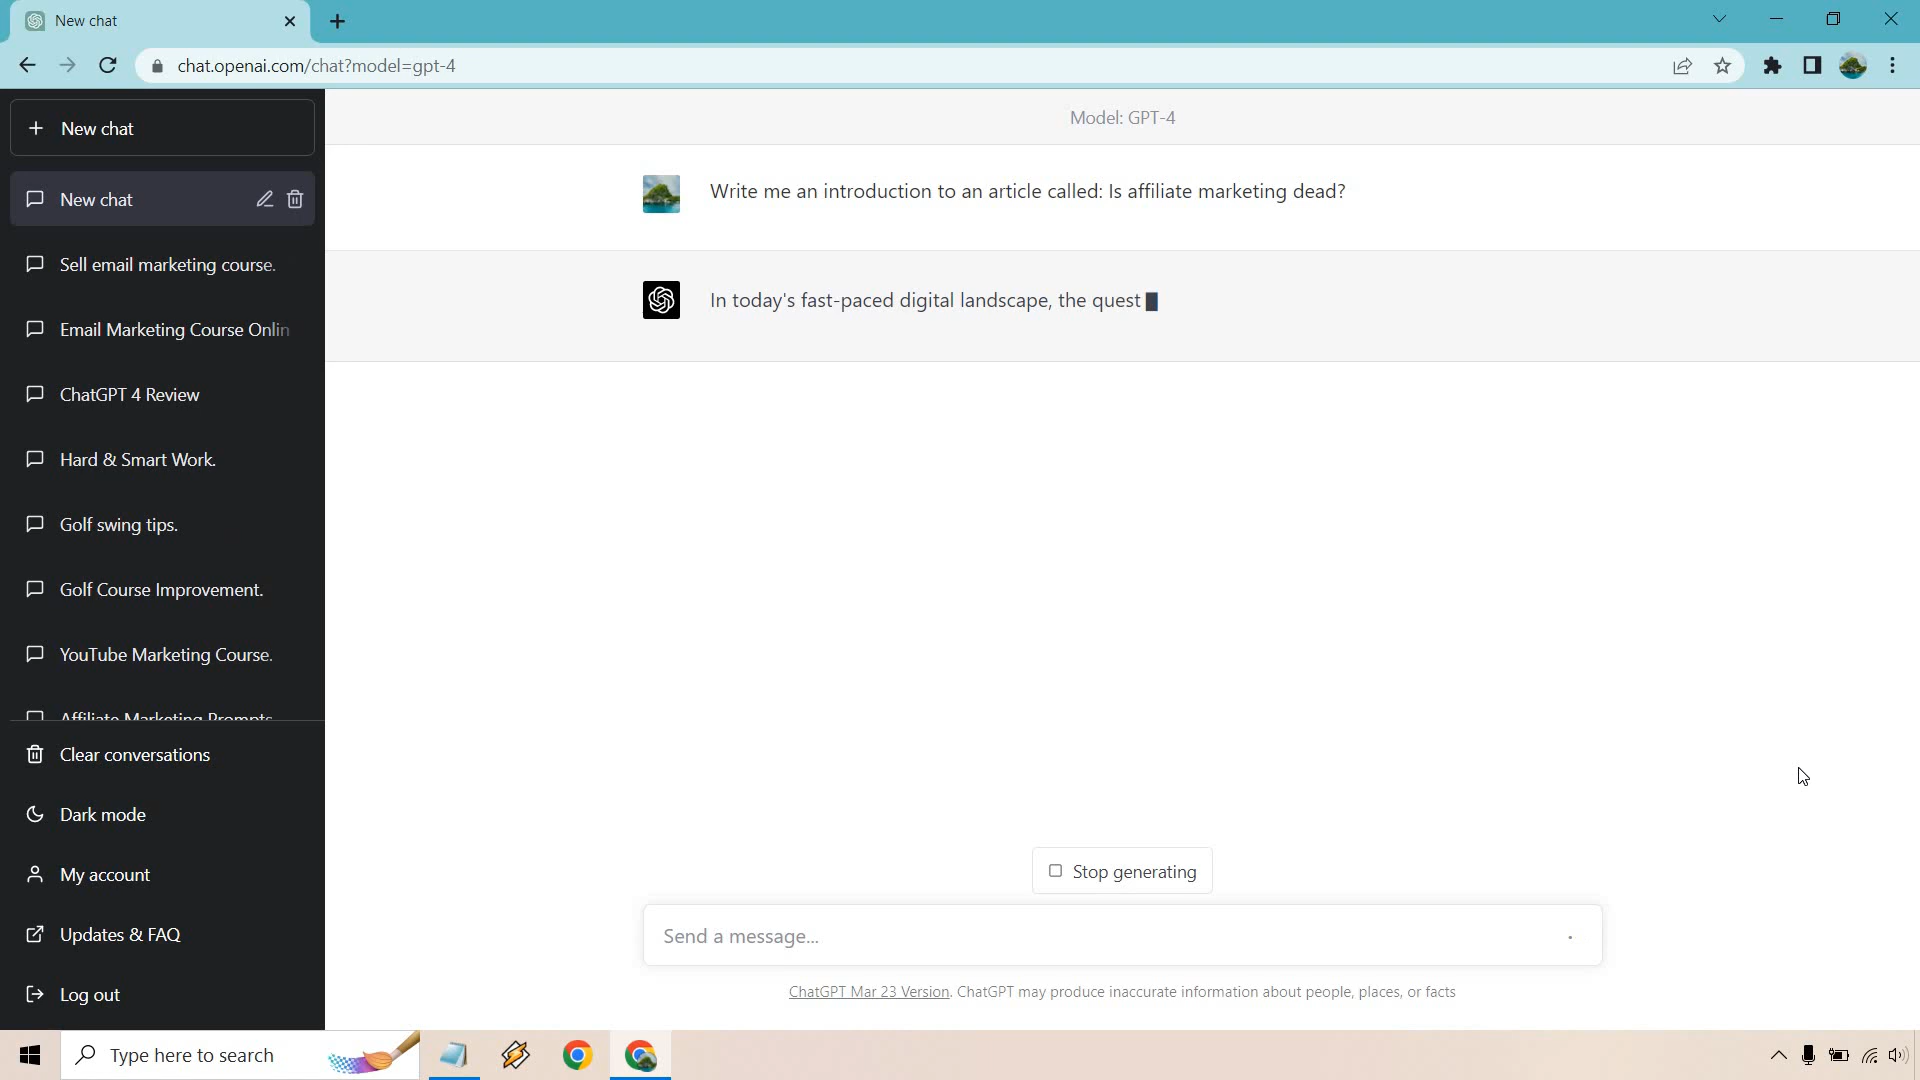 New chat
chat.openai.com/chat?model=gpt-4
New chat
New chat
Sell email marketing course.
Email Marketing Course Onlin
ChatGPT 4 Review
Hard & Smart Work.
Golf swing tips.
Golf Course Improvement.
YouTube Marketing Course.
Affiliate Marketing Prompts
Clear conversations
Dark mode
My account
Updates & FAQ
Log out
Model: GPT-4
Write me an introduction to an article called: Is affiliate marketing dead?
In today's fast-paced digital landscape, the quest
Stop generating
Send a message...
ChatGPT Mar 23 Version. ChatGPT may produce inaccurate information about people, places, or facts
Type here to search